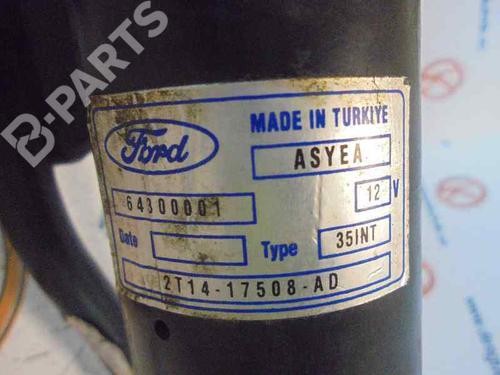 B-PARTS
Ford
MADE IN TURKIYE
ASYEA
64300001
12 V
Date
Type 35INT
2T14-17508-AD